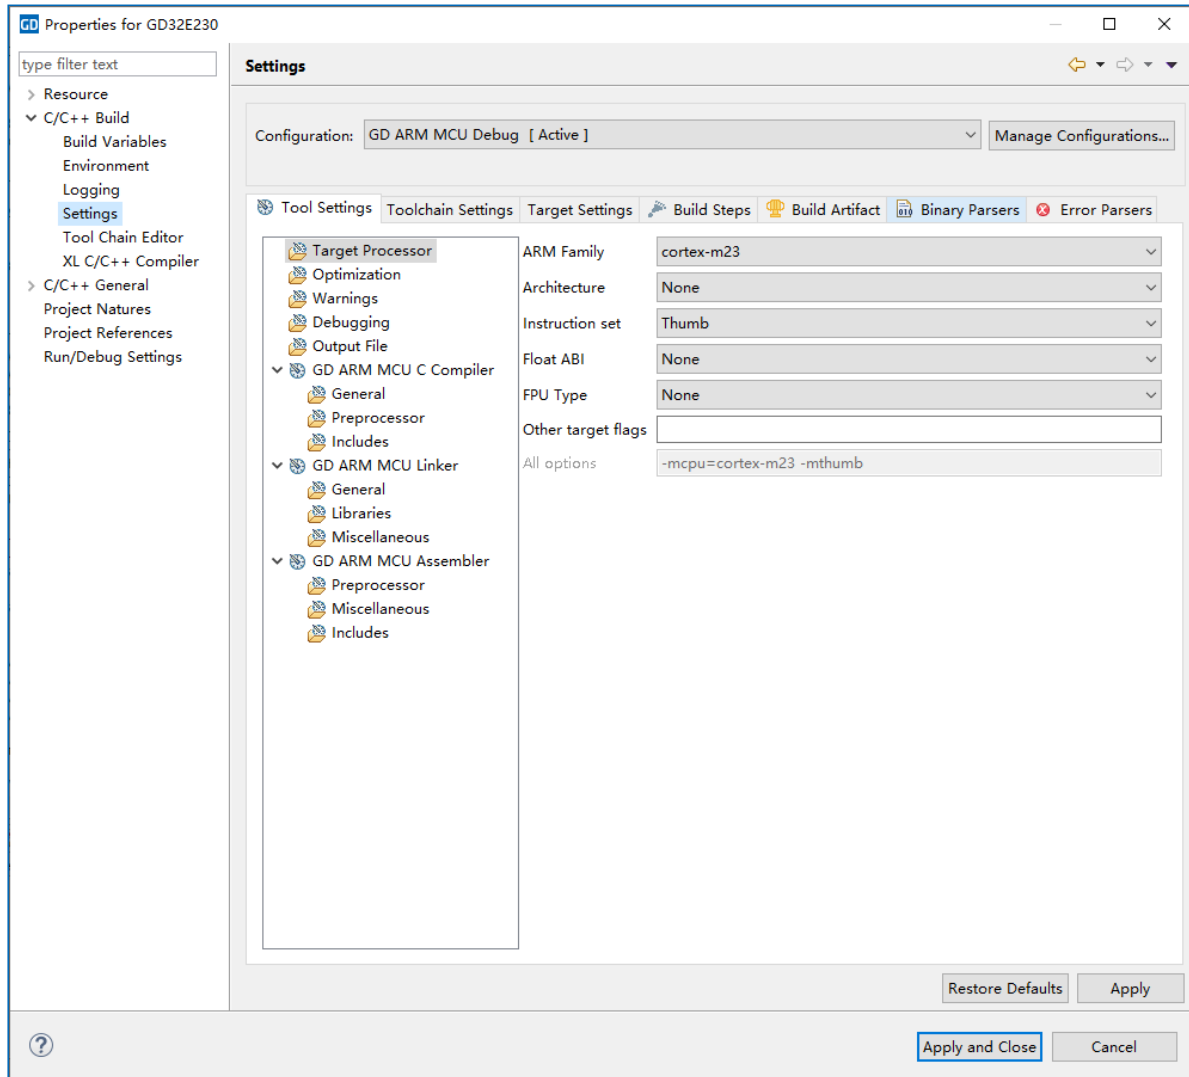 GD Properties for GD32E230
type filter text
Resource
C/C++ Build
Build Variables
Environment
Logging
Settings
Tool Chain Editor
XL C/C++ Compiler
C/C++ General
Project Natures
Project References
Run/Debug Settings
Settings
Configuration: GD ARM MCU Debug [ Active ] Manage Configurations...
Tool Settings Toolchain Settings Target Settings Build Steps Build Artifact Binary Parsers Error Parsers
Target Processor
Optimization
Warnings
Debugging
Output File
GD ARM MCU C Compiler
General
Preprocessor
Includes
GD ARM MCU Linker
General
Libraries
Miscellaneous
GD ARM MCU Assembler
Preprocessor
Miscellaneous
Includes
ARM Family cortex-m23
Architecture None
Instruction set Thumb
Float ABI None
FPU Type None
Other target flags
All options -mcpu=cortex-m23 -mthumb
Restore Defaults Apply
? Apply and Close Cancel